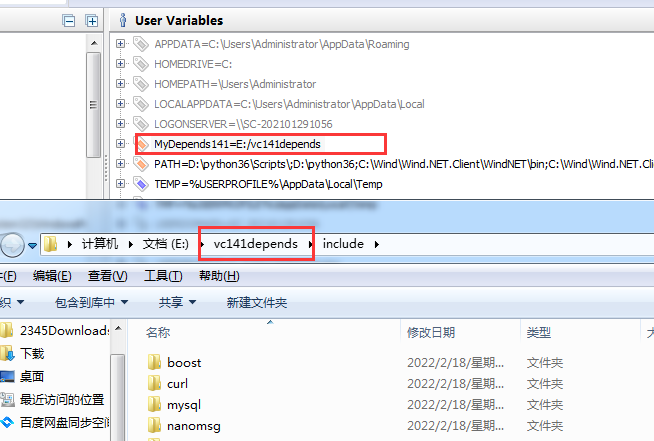 User Variables
APPDATA=C:\Users\Administrator\AppData\Roaming
HOMEDRIVE=C:
HOMEPATH=\Users\Administrator
LOCALAPPDATA=C:\Users\Administrator\AppData\Local
LOGONSERVER=\\SC-202101291056
MyDepends141=E:/vc141depends
PATH=D:\python36\Scripts\;D:\python36;C:\Wind\Wind.NET.Client\WindNET\bin;C:\Wind\Wind.NET.Cli
TEMP=%USERPROFILE%\AppData\Local\Temp
计算机 文档 (E:) vc141depends include
(F) 编辑(E) 查看(V) 工具(T) 帮助(H)
织 包含到库中 共享 新建文件夹
2345Downloads
下载
桌面
最近访问的位置
百度网盘同步空间
名称 修改日期 类型
boost 2022/2/18/星期... 文件夹
curl 2022/2/18/星期... 文件夹
mysql 2022/2/18/星期... 文件夹
nanomsg 2022/2/18/星期... 文件夹